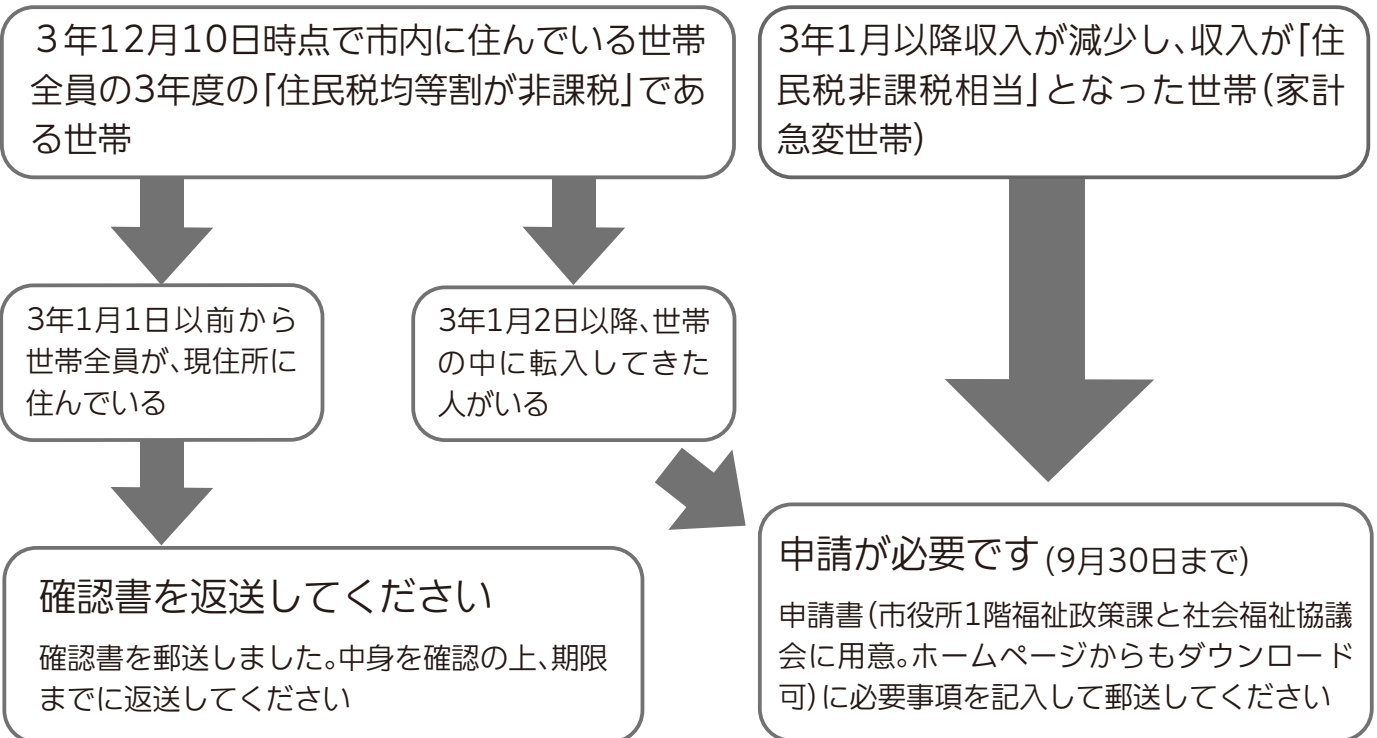 ３年12月10日時点で市内に住んでいる世帯
全員の3年度の「住民税均等割が非課税」であ
る世帯
3年1月以降収入が減少し、収入が「住
民税非課税相当」となった世帯(家計
急変世帯)
3年1月1日以前から
世帯全員が、現住所に
住んでいる
3年1月2日以降、世帯
の中に転入してきた
人がいる
確認書を返送してください
確認書を郵送しました。中身を確認の上、期限
までに返送してください
申請が必要です(9月30日まで)
申請書(市役所1階福祉政策課と社会福祉協議
会に用意。ホームページからもダウンロード
可)に必要事項を記入して郵送してください